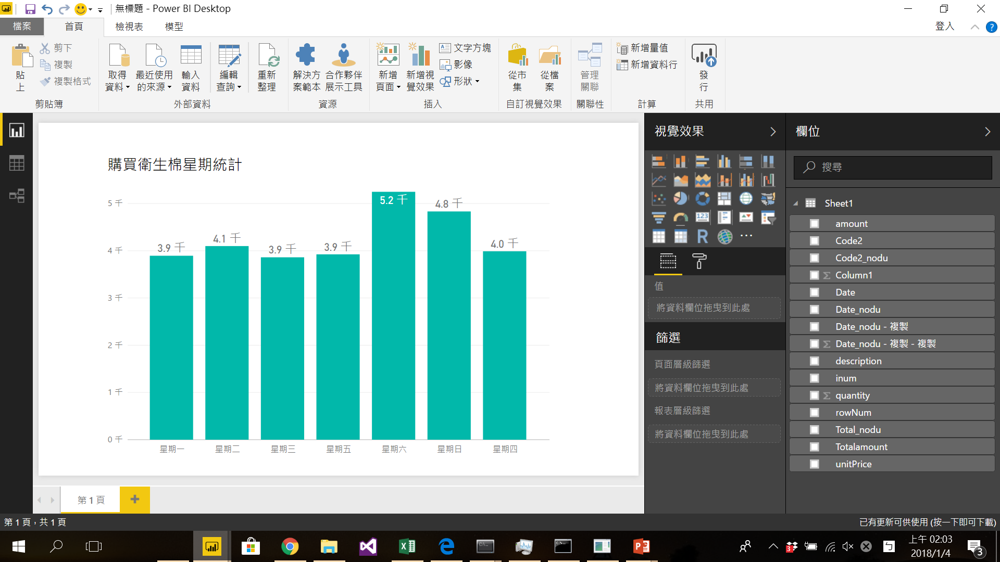 無標題 - Power BI Desktop
檔案
首頁
檢視表
模型
登入
?
貼上
剪下
複製
複製格式
剪貼簿
取得資料
最近使用的來源
輸入資料
編輯查詢
重新整理
外部資料
解決方案範本
合作夥伴展示工具
資源
新增頁面
新增視覺效果
文字方塊
影像
形狀
插入
從市集
從檔案
自訂視覺效果
管理關聯
關聯性
新增量值
新增資料行
計算
發行
共用
購買衛生棉星期統計
5 千
4 千
3 千
2 千
1 千
0 千
3.9 千
4.1 千
3.9 千
3.9 千
5.2 千
4.8 千
4.0 千
星期一
星期二
星期三
星期五
星期六
星期日
星期四
視覺效果
123
R
值
將資料欄位拖曳到此處
篩選
頁面層級篩選
將資料欄位拖曳到此處
報表層級篩選
將資料欄位拖曳到此處
欄位
搜尋
Sheet1
amount
Code2
Code2_nodu
Σ Column1
Date
Date_nodu
Date_nodu - 複製
Σ Date_nodu - 複製 - 複製
description
inum
Σ quantity
rowNum
Total_nodu
Totalamount
unitPrice
第 1 頁
第 1 頁，共 1 頁
已有更新可供使用 (按一下即可下載)
3
ㄅ
上午 02:03
2018/1/4
3